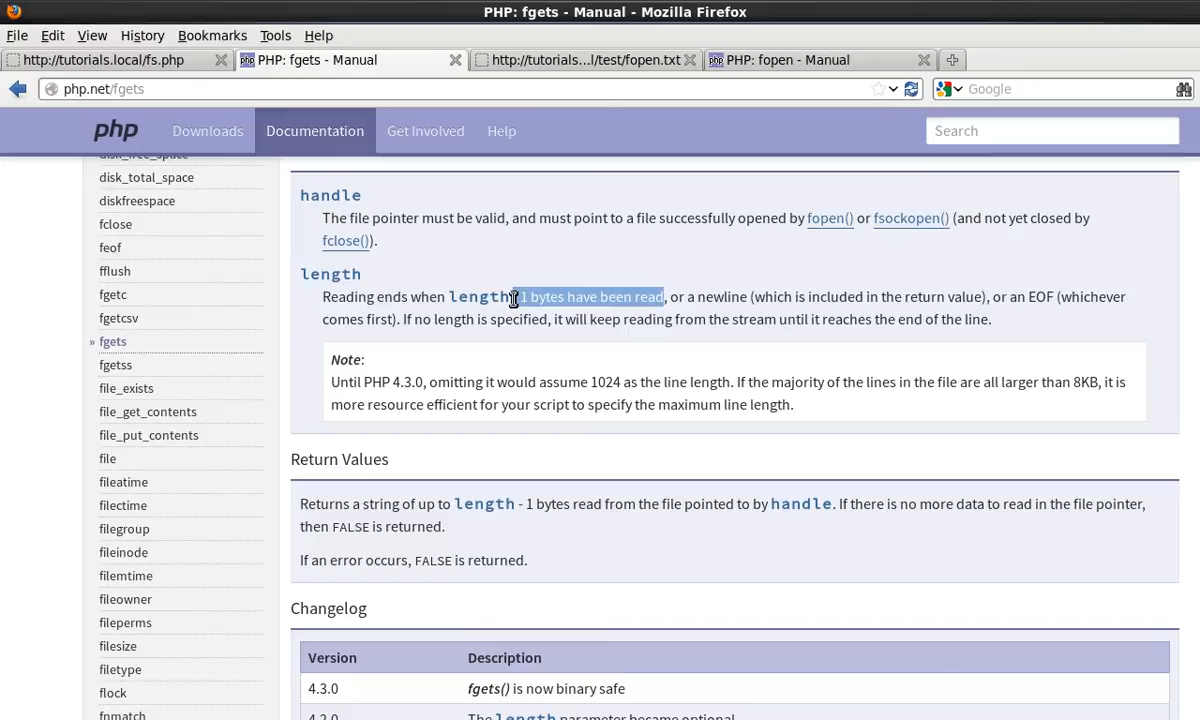 PHP: fgets - Manual - Mozilla Firefox
File Edit View History Bookmarks Tools Help
http://tutorials.local/fs.php
PHP: fgets - Manual
http://tutorials...l/test/fopen.txt
PHP: fopen - Manual
php.net/fgets
Google
php
Downloads
Documentation
Get Involved
Help
Search
disk_free_space
disk_total_space
diskfreespace
fclose
feof
fflush
fgetc
fgetcsv
» fgets
fgetss
file_exists
file_get_contents
file_put_contents
file
fileatime
filectime
filegroup
fileinode
filemtime
fileowner
fileperms
filesize
filetype
flock
fnmatch
handle
The file pointer must be valid, and must point to a file successfully opened by fopen() or fsockopen() (and not yet closed by
fclose()).
length
Reading ends when length 1 bytes have been read, or a newline (which is included in the return value), or an EOF (whichever
comes first). If no length is specified, it will keep reading from the stream until it reaches the end of the line.
Note:
Until PHP 4.3.0, omitting it would assume 1024 as the line length. If the majority of the lines in the file are all larger than 8KB, it is
more resource efficient for your script to specify the maximum line length.
Return Values
Returns a string of up to length - 1 bytes read from the file pointed to by handle. If there is no more data to read in the file pointer,
then FALSE is returned.
If an error occurs, FALSE is returned.
Changelog
Version Description
4.3.0 fgets() is now binary safe
4.2.0 The length parameter became optional